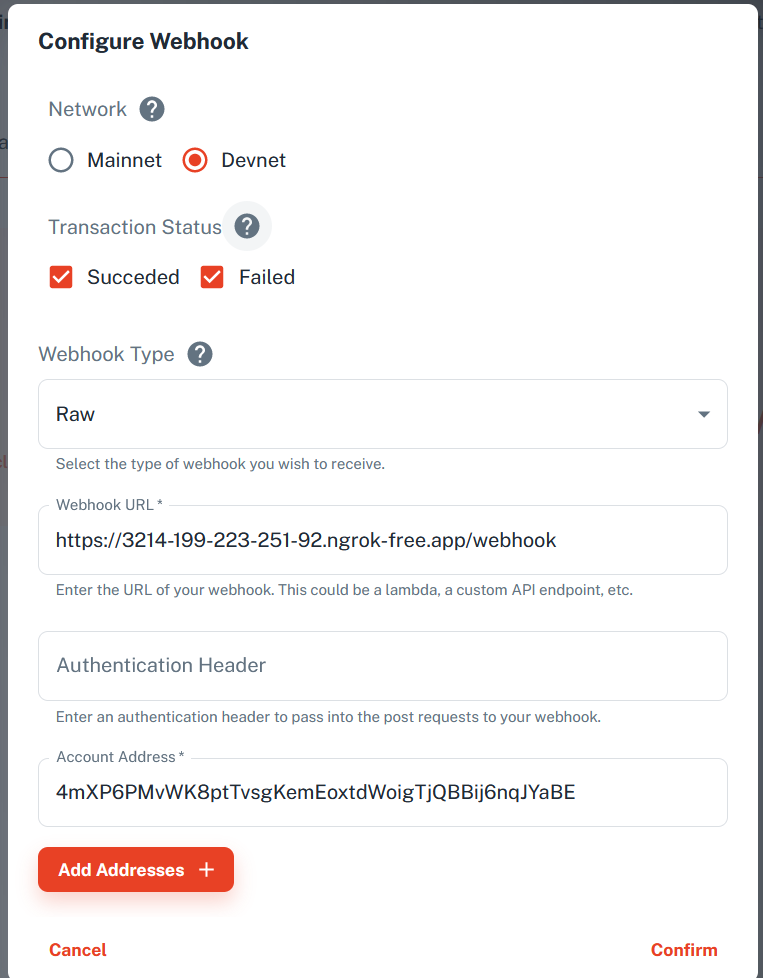 Configure Webhook
Network ?
Mainnet Devnet
Transaction Status ?
Succeded Failed
Webhook Type ?
Raw
Select the type of webhook you wish to receive.
Webhook URL *
https://3214-199-223-251-92.ngrok-free.app/webhook
Enter the URL of your webhook. This could be a lambda, a custom API endpoint, etc.
Authentication Header
Enter an authentication header to pass into the post requests to your webhook.
Account Address *
4mXP6PMvWK8ptTvsgKemEoxtdWoigTjQBBij6nqJYaBE
Add Addresses +
Cancel Confirm